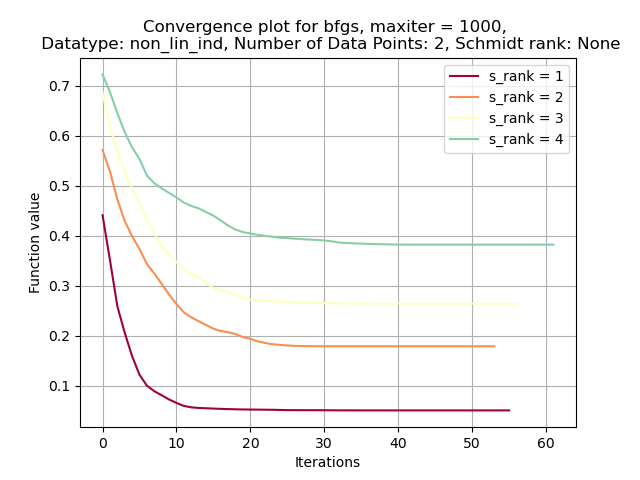 Convergence plot for bfgs, maxiter = 1000,
Datatype: non_lin_ind, Number of Data Points: 2, Schmidt rank: None
s_rank = 1
s_rank = 2
s_rank = 3
s_rank = 4
Function value
0.7
0.6
0.5
0.4
0.3
0.2
0.1
0 10 20 30 40 50 60
Iterations